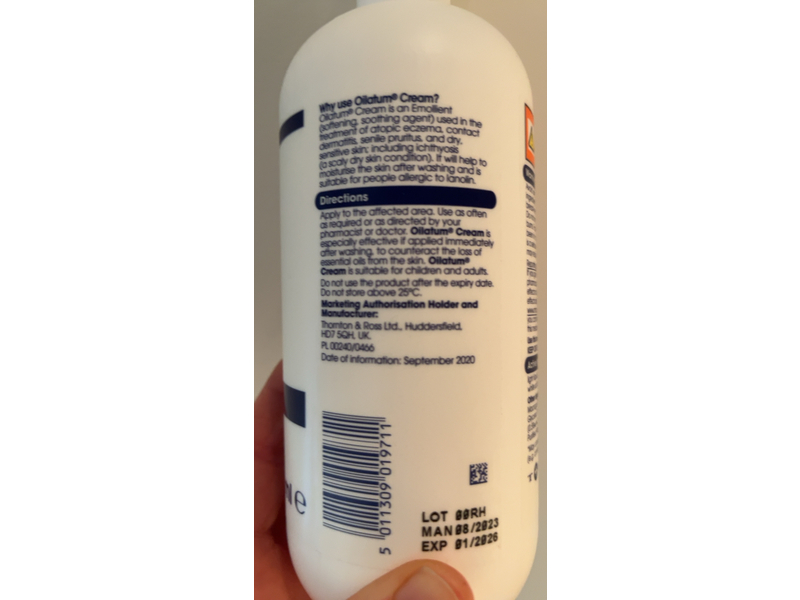 Why use Oilatum® Cream?
Oilatum® Cream is an Emollient
(softening, soothing agent) used in the
treatment of atopic eczema, contact
dermatitis, senile pruritus, and dry,
sensitive skin; including ichthyosis
(a scaly dry skin condition). It will help to
moisturise the skin after washing and is
suitable for people allergic to lanolin.
Directions
Apply to the affected area. Use as often
as required or as directed by your
pharmacist or doctor. Oilatum® Cream is
especially effective if applied immediately
after washing, to counteract the loss of
essential oils from the skin. Oilatum®
Cream is suitable for children and adults.
Do not use the product after the expiry date.
Do not store above 25°C.
Marketing Authorisation Holder and
Manufacturer:
Thornton & Ross Ltd., Huddersfield,
HD7 5QH, UK.
PL 00240/0466
Date of information: September 2020
5 011309 019711
LOT 00RH
MAN 08/2023
EXP 01/2026